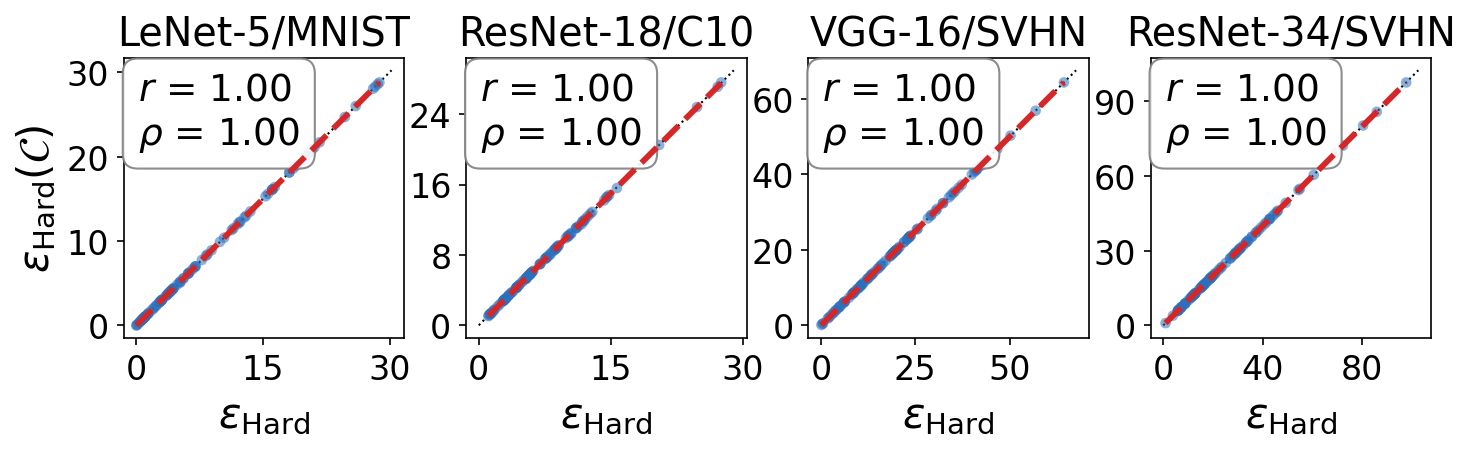 LeNet-5/MNIST ResNet-18/C10 VGG-16/SVHN ResNet-34/SVHN
r = 1.00
ρ = 1.00
r = 1.00
ρ = 1.00
r = 1.00
ρ = 1.00
r = 1.00
ρ = 1.00
ε_Hard(𝒞)
30
20
10
0
0 15 30
ε_Hard
24
16
8
0
0 15 30
ε_Hard
60
40
20
0
0 25 50
ε_Hard
90
60
30
0
0 40 80
ε_Hard